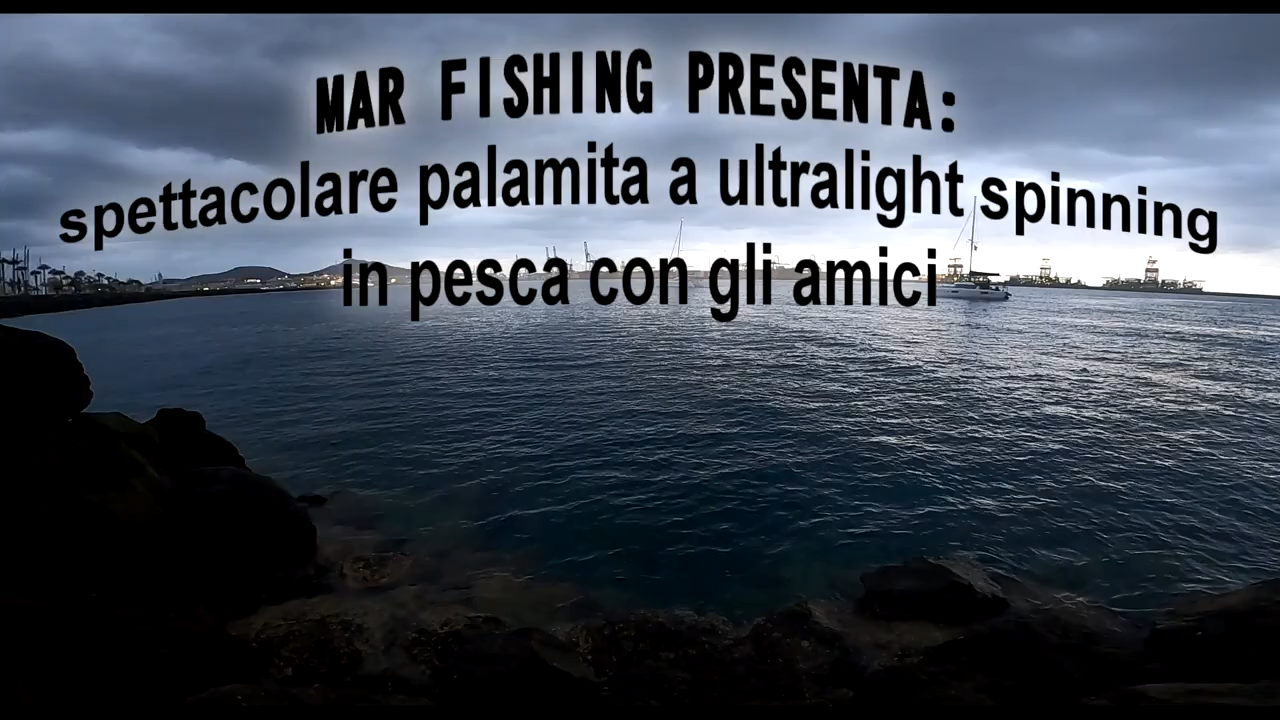 MAR FISHING PRESENTA:
spettacolare palamita a ultralight spinning
in pesca con gli amici